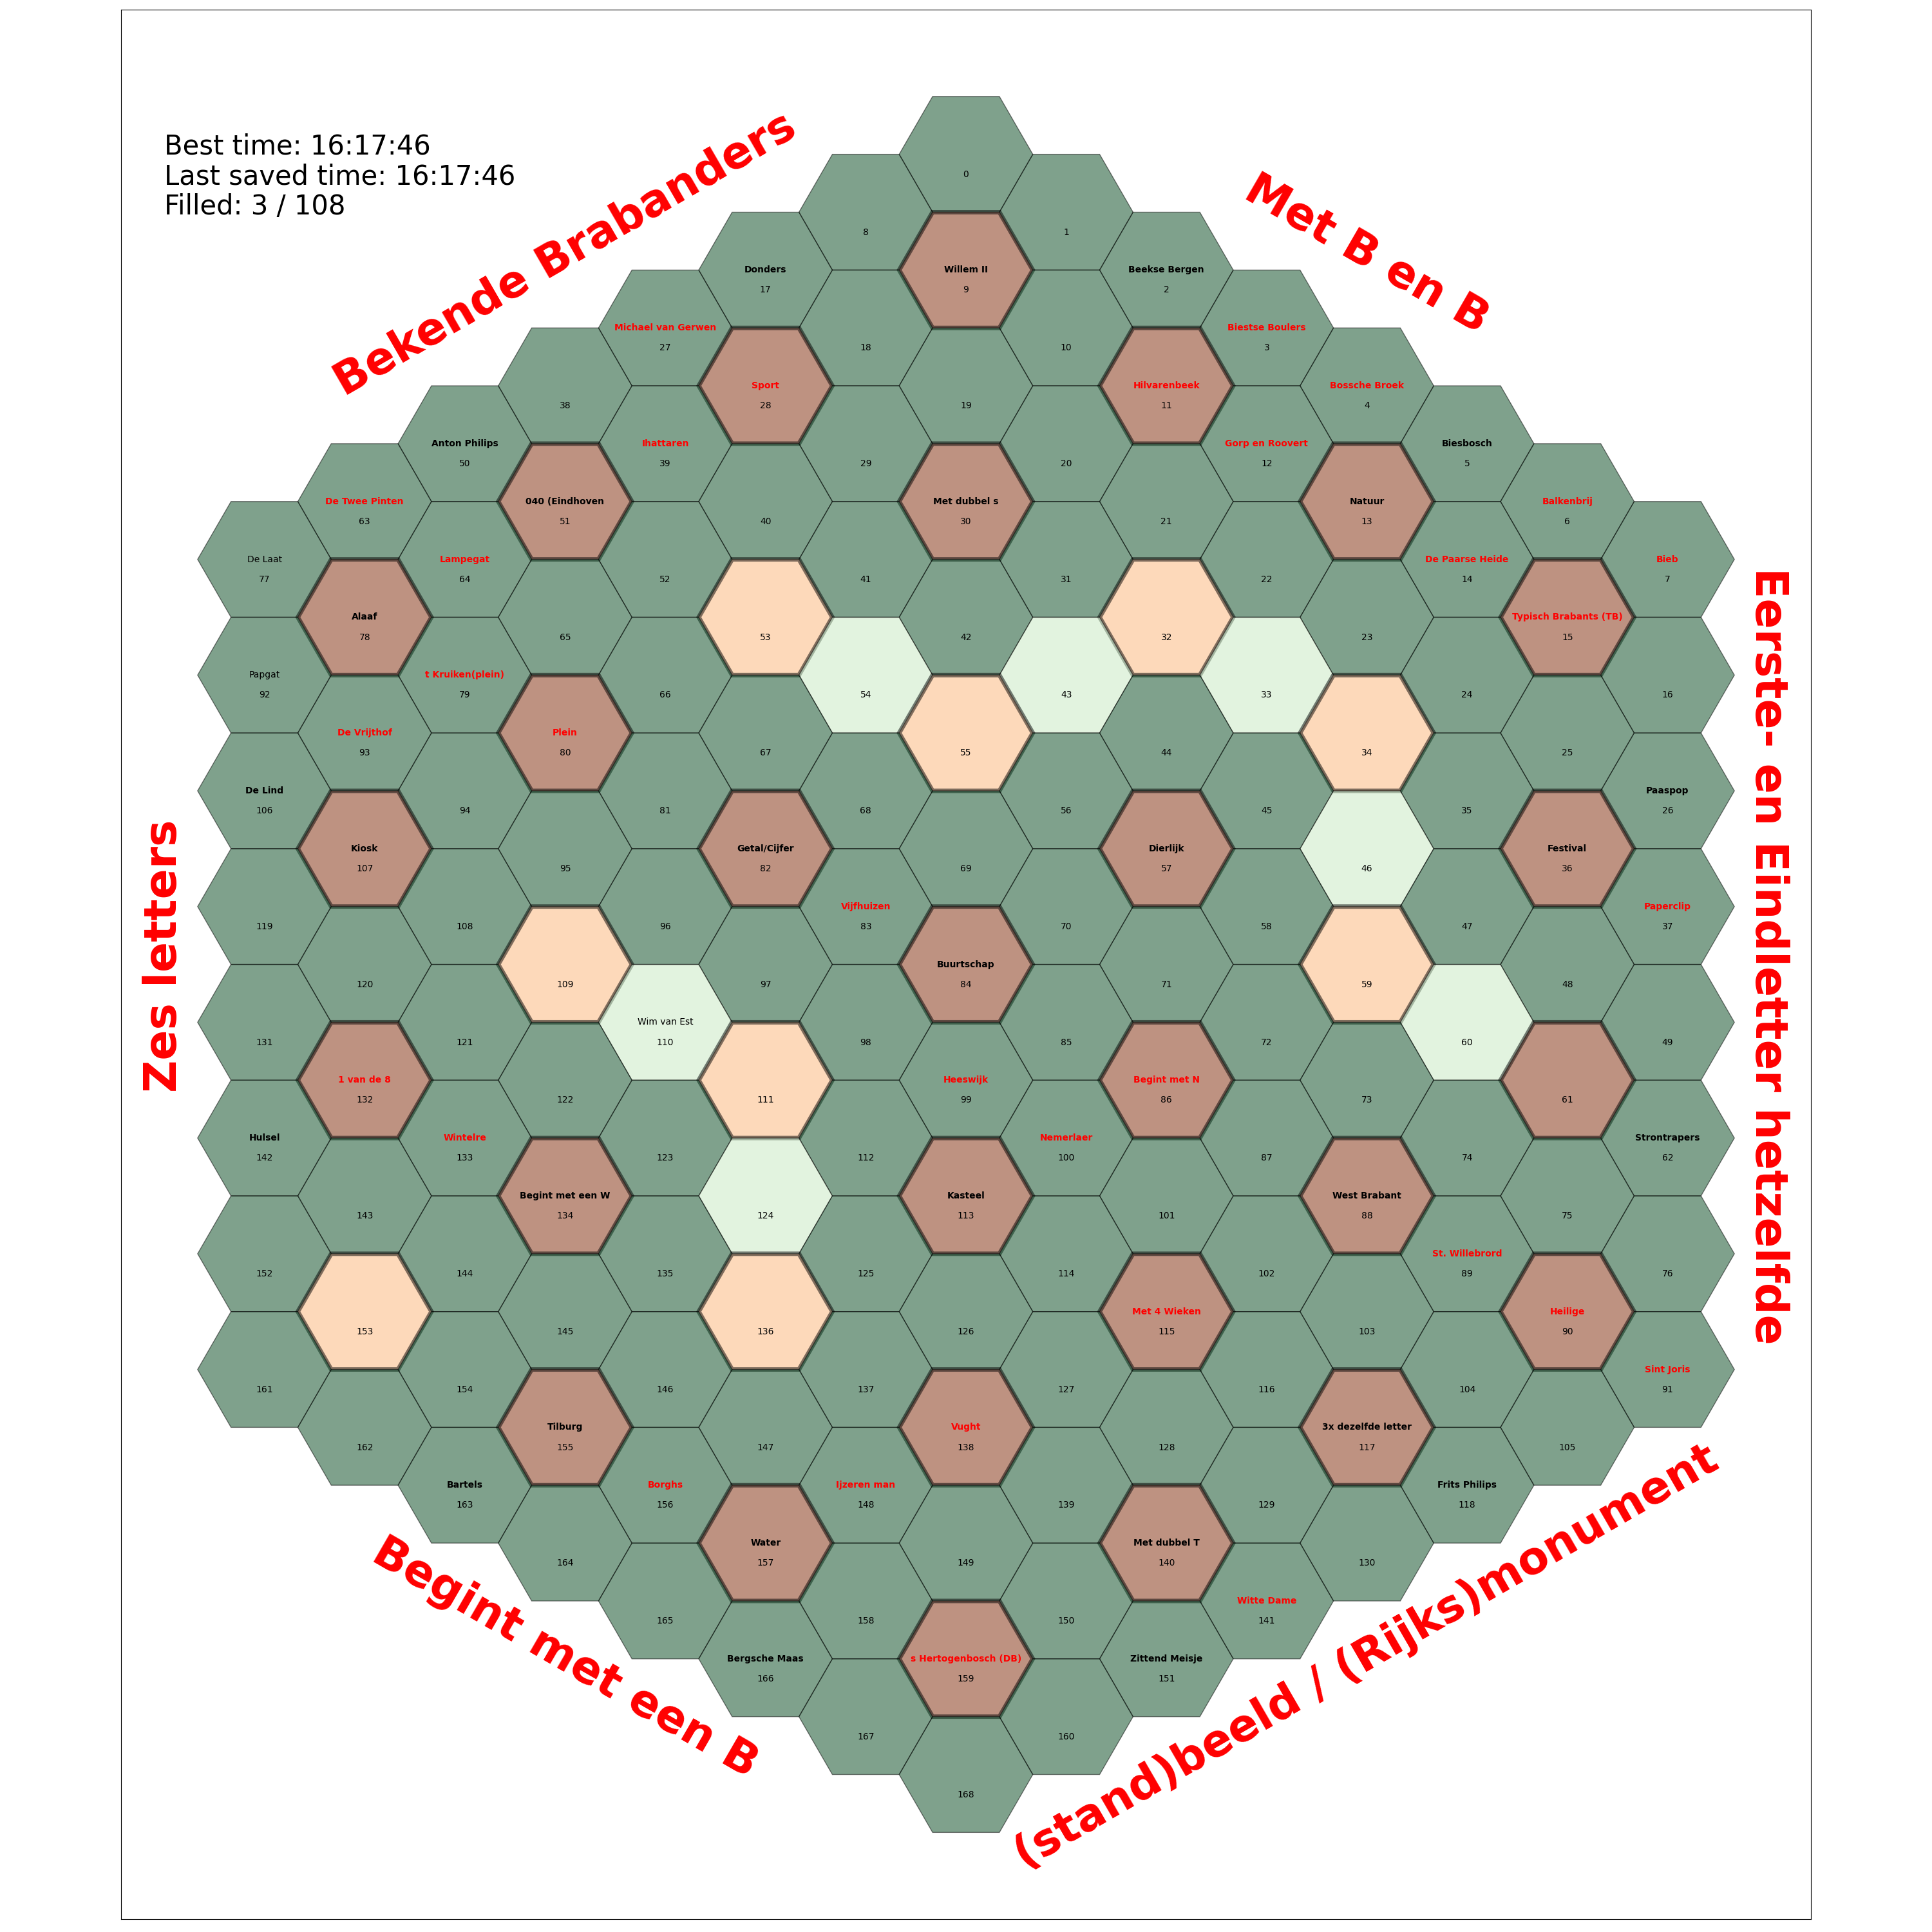 Best time: 16:17:46
Last saved time: 16:17:46
Filled: 3 / 108
Bekende Brabanders
Met B en B
Eerste- en Eindletter hetzelfde
(stand)beeld / (Rijks)monument
Begint met een B
Zes letters
0
8
1
Donders
17
Willem II
9
Beekse Bergen
2
Michael van Gerwen
27
18
10
Biestse Boulers
3
38
Sport
28
19
Hilvarenbeek
11
Bossche Broek
4
Anton Philips
50
Ihattaren
39
29
20
Gorp en Roovert
12
Biesbosch
5
De Twee Pinten
63
040 (Eindhoven
51
40
Met dubbel s
30
21
Natuur
13
Balkenbrij
6
De Laat
77
Lampegat
64
52
41
31
22
De Paarse Heide
14
Bieb
7
Alaaf
78
65
53
42
32
23
Typisch Brabants (TB)
15
Papgat
92
t Kruiken(plein)
79
66
54
43
33
24
16
De Vrijthof
93
Plein
80
67
55
44
34
25
De Lind
106
94
81
68
56
45
35
Paaspop
26
Kiosk
107
95
Getal/Cijfer
82
69
Dierlijk
57
46
Festival
36
119
108
96
Vijfhuizen
83
70
58
47
Paperclip
37
120
109
97
Buurtschap
84
71
59
48
131
121
Wim van Est
110
98
85
72
60
49
1 van de 8
132
122
111
Heeswijk
99
Begint met N
86
73
61
Hulsel
142
Wintelre
133
123
112
Nemerlaer
100
87
74
Strontrapers
62
143
Begint met een W
134
124
Kasteel
113
101
West Brabant
88
75
152
144
135
125
114
102
St. Willebrord
89
76
153
145
136
126
Met 4 Wieken
115
103
Heilige
90
161
154
146
137
127
116
104
Sint Joris
91
162
Tilburg
155
147
Vught
138
128
3x dezelfde letter
117
105
Bartels
163
Borghs
156
Ijzeren man
148
139
129
Frits Philips
118
164
Water
157
149
Met dubbel T
140
130
165
158
150
Witte Dame
141
Bergsche Maas
166
s Hertogenbosch (DB)
159
Zittend Meisje
151
167
160
168